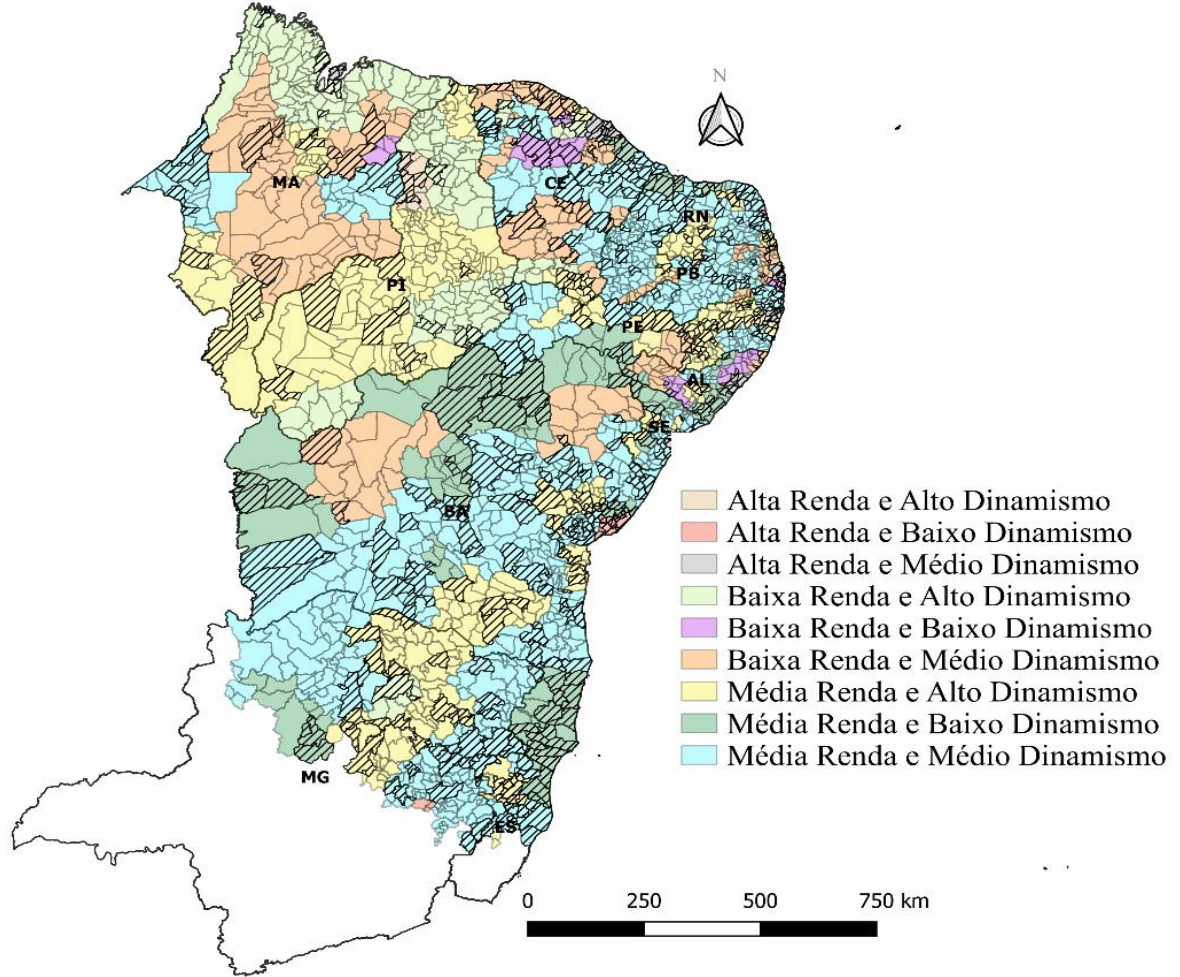 N
MA
CE
RN
PI
PB
PE
AL
SE
BA
MG
ES
Alta Renda e Alto Dinamismo
Alta Renda e Baixo Dinamismo
Alta Renda e Médio Dinamismo
Baixa Renda e Alto Dinamismo
Baixa Renda e Baixo Dinamismo
Baixa Renda e Médio Dinamismo
Média Renda e Alto Dinamismo
Média Renda e Baixo Dinamismo
Média Renda e Médio Dinamismo
0 250 500 750 km